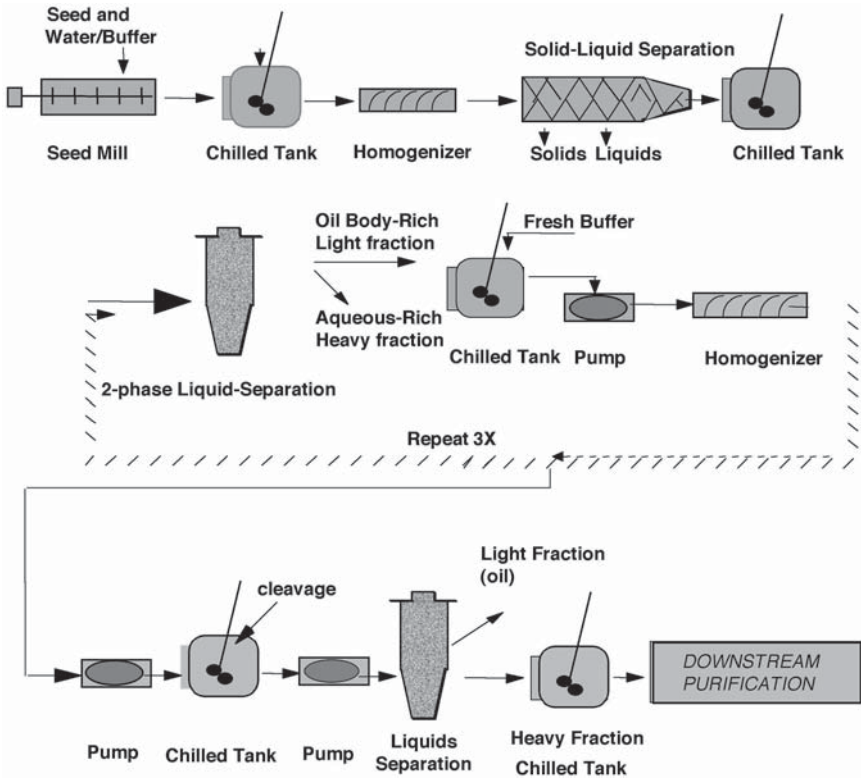 Seed and
Water/Buffer
Solid-Liquid Separation
Seed Mill
Chilled Tank
Homogenizer
Solids Liquids
Chilled Tank
Oil Body-Rich
Light fraction
Fresh Buffer
Aqueous-Rich
Heavy fraction
Chilled Tank
Pump
Homogenizer
2-phase Liquid-Separation
Repeat 3X
Light Fraction
(oil)
cleavage
DOWNSTREAM
PURIFICATION
Pump
Chilled Tank
Pump
Liquids
Separation
Heavy Fraction
Chilled Tank